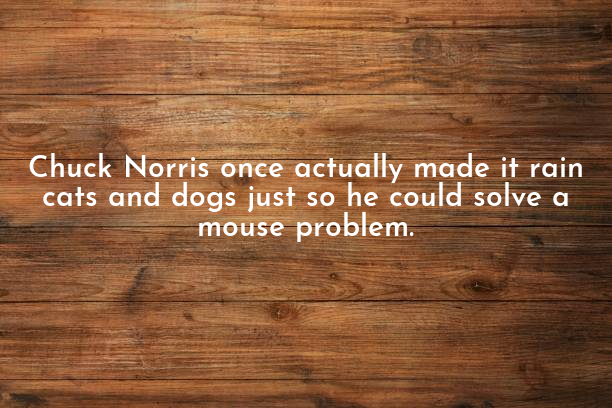 Chuck Norris once actually made it rain
cats and dogs just so he could solve a
mouse problem.